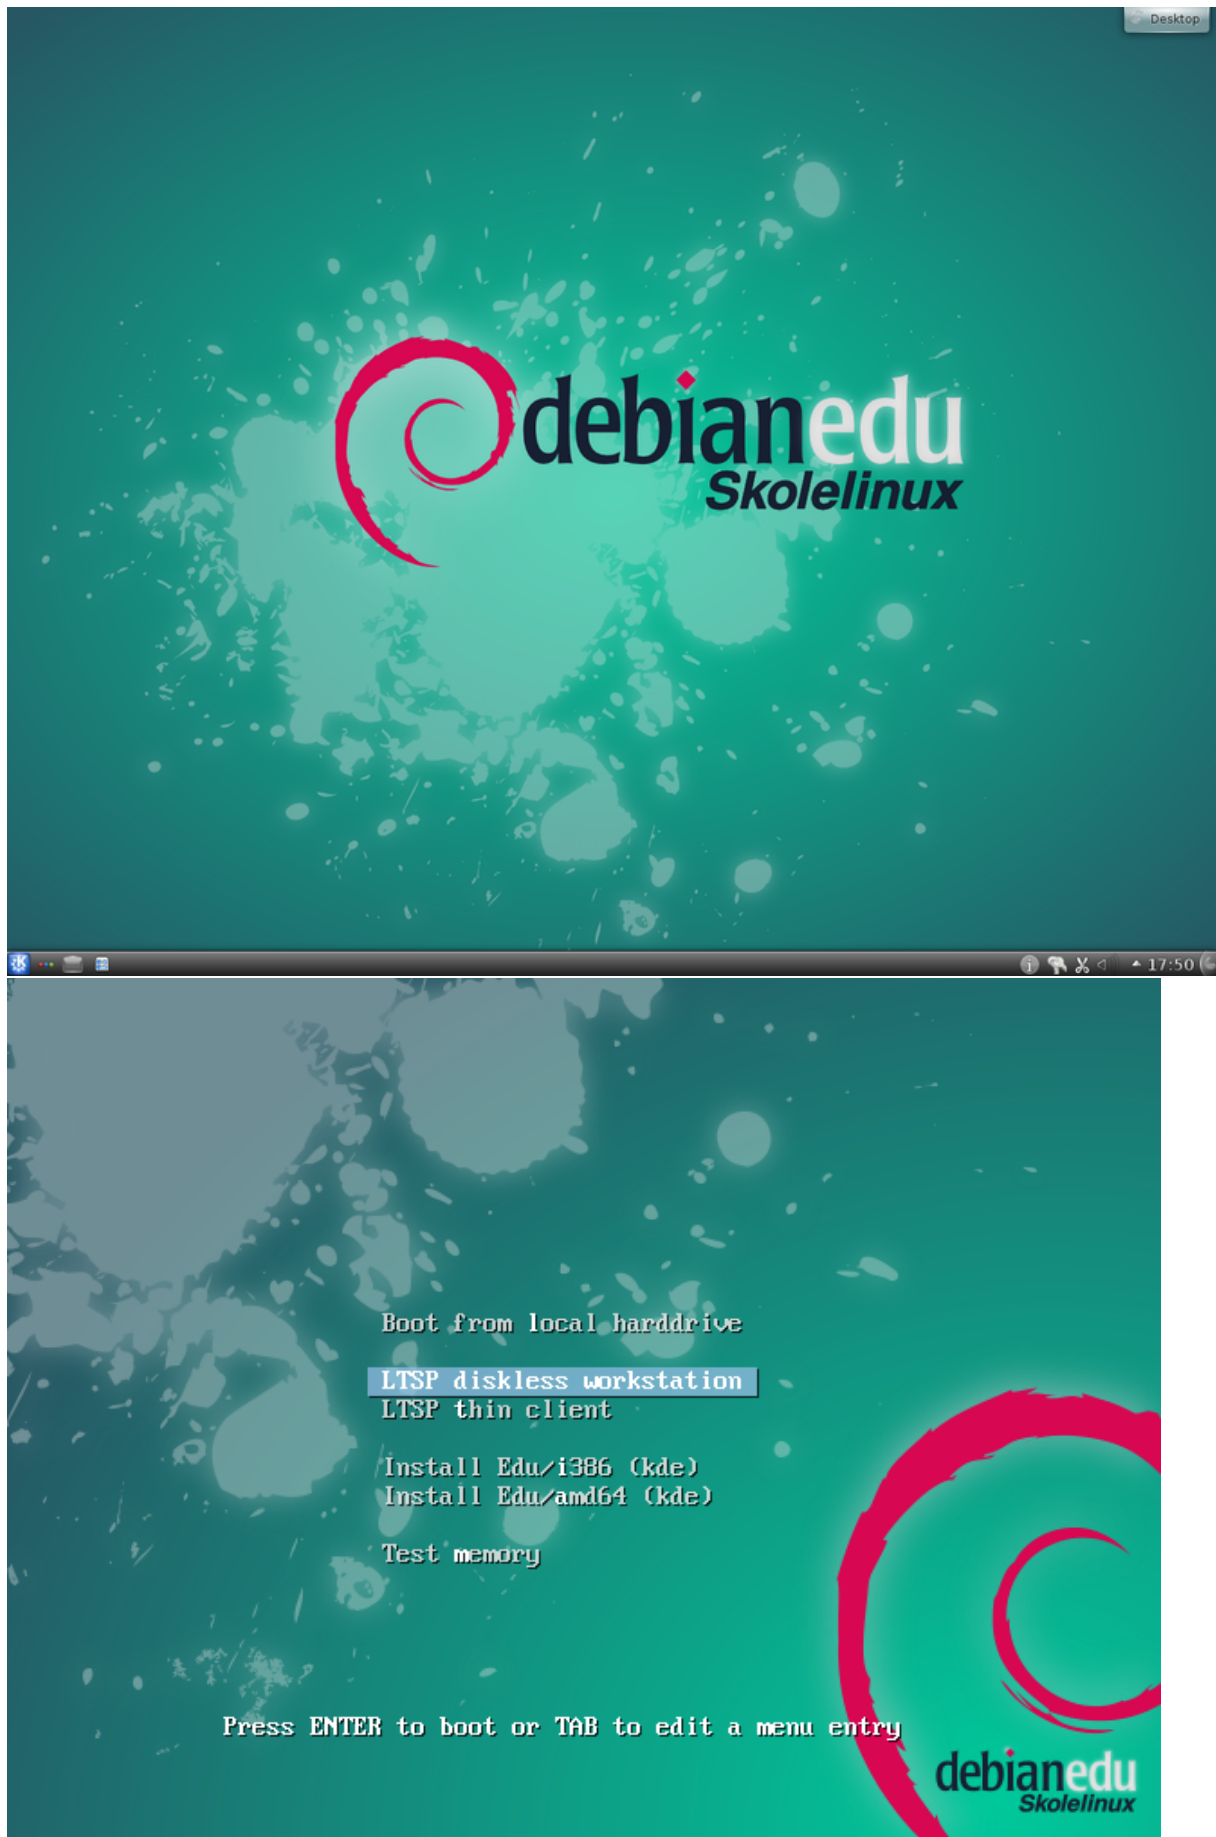 Desktop
debianedu
Skolelinux
17:50
Boot from local harddrive
LTSP diskless workstation
LTSP thin client
Install Edu/i386 (kde)
Install Edu/amd64 (kde)
Test memory
Press ENTER to boot or TAB to edit a menu entry
debianedu
Skolelinux